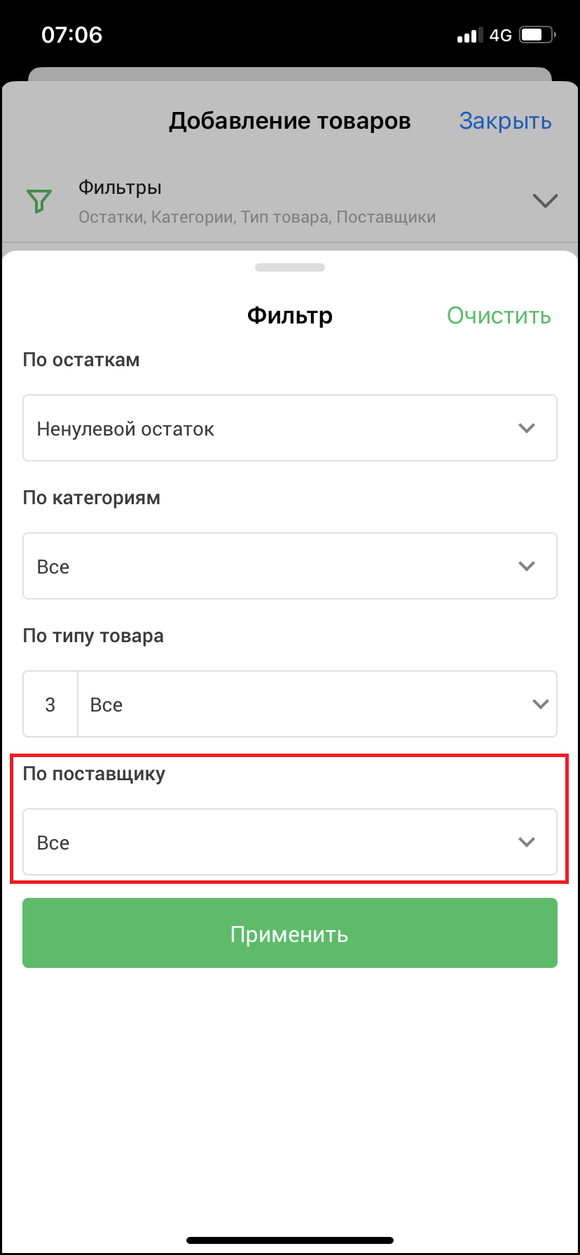 07:06
4G
Добавление товаров
Закрыть
Фильтры
Остатки, Категории, Тип товара, Поставщики
Фильтр
Очистить
По остаткам
Ненулевой остаток
По категориям
Все
По типу товара
3
Все
По поставщику
Все
Применить